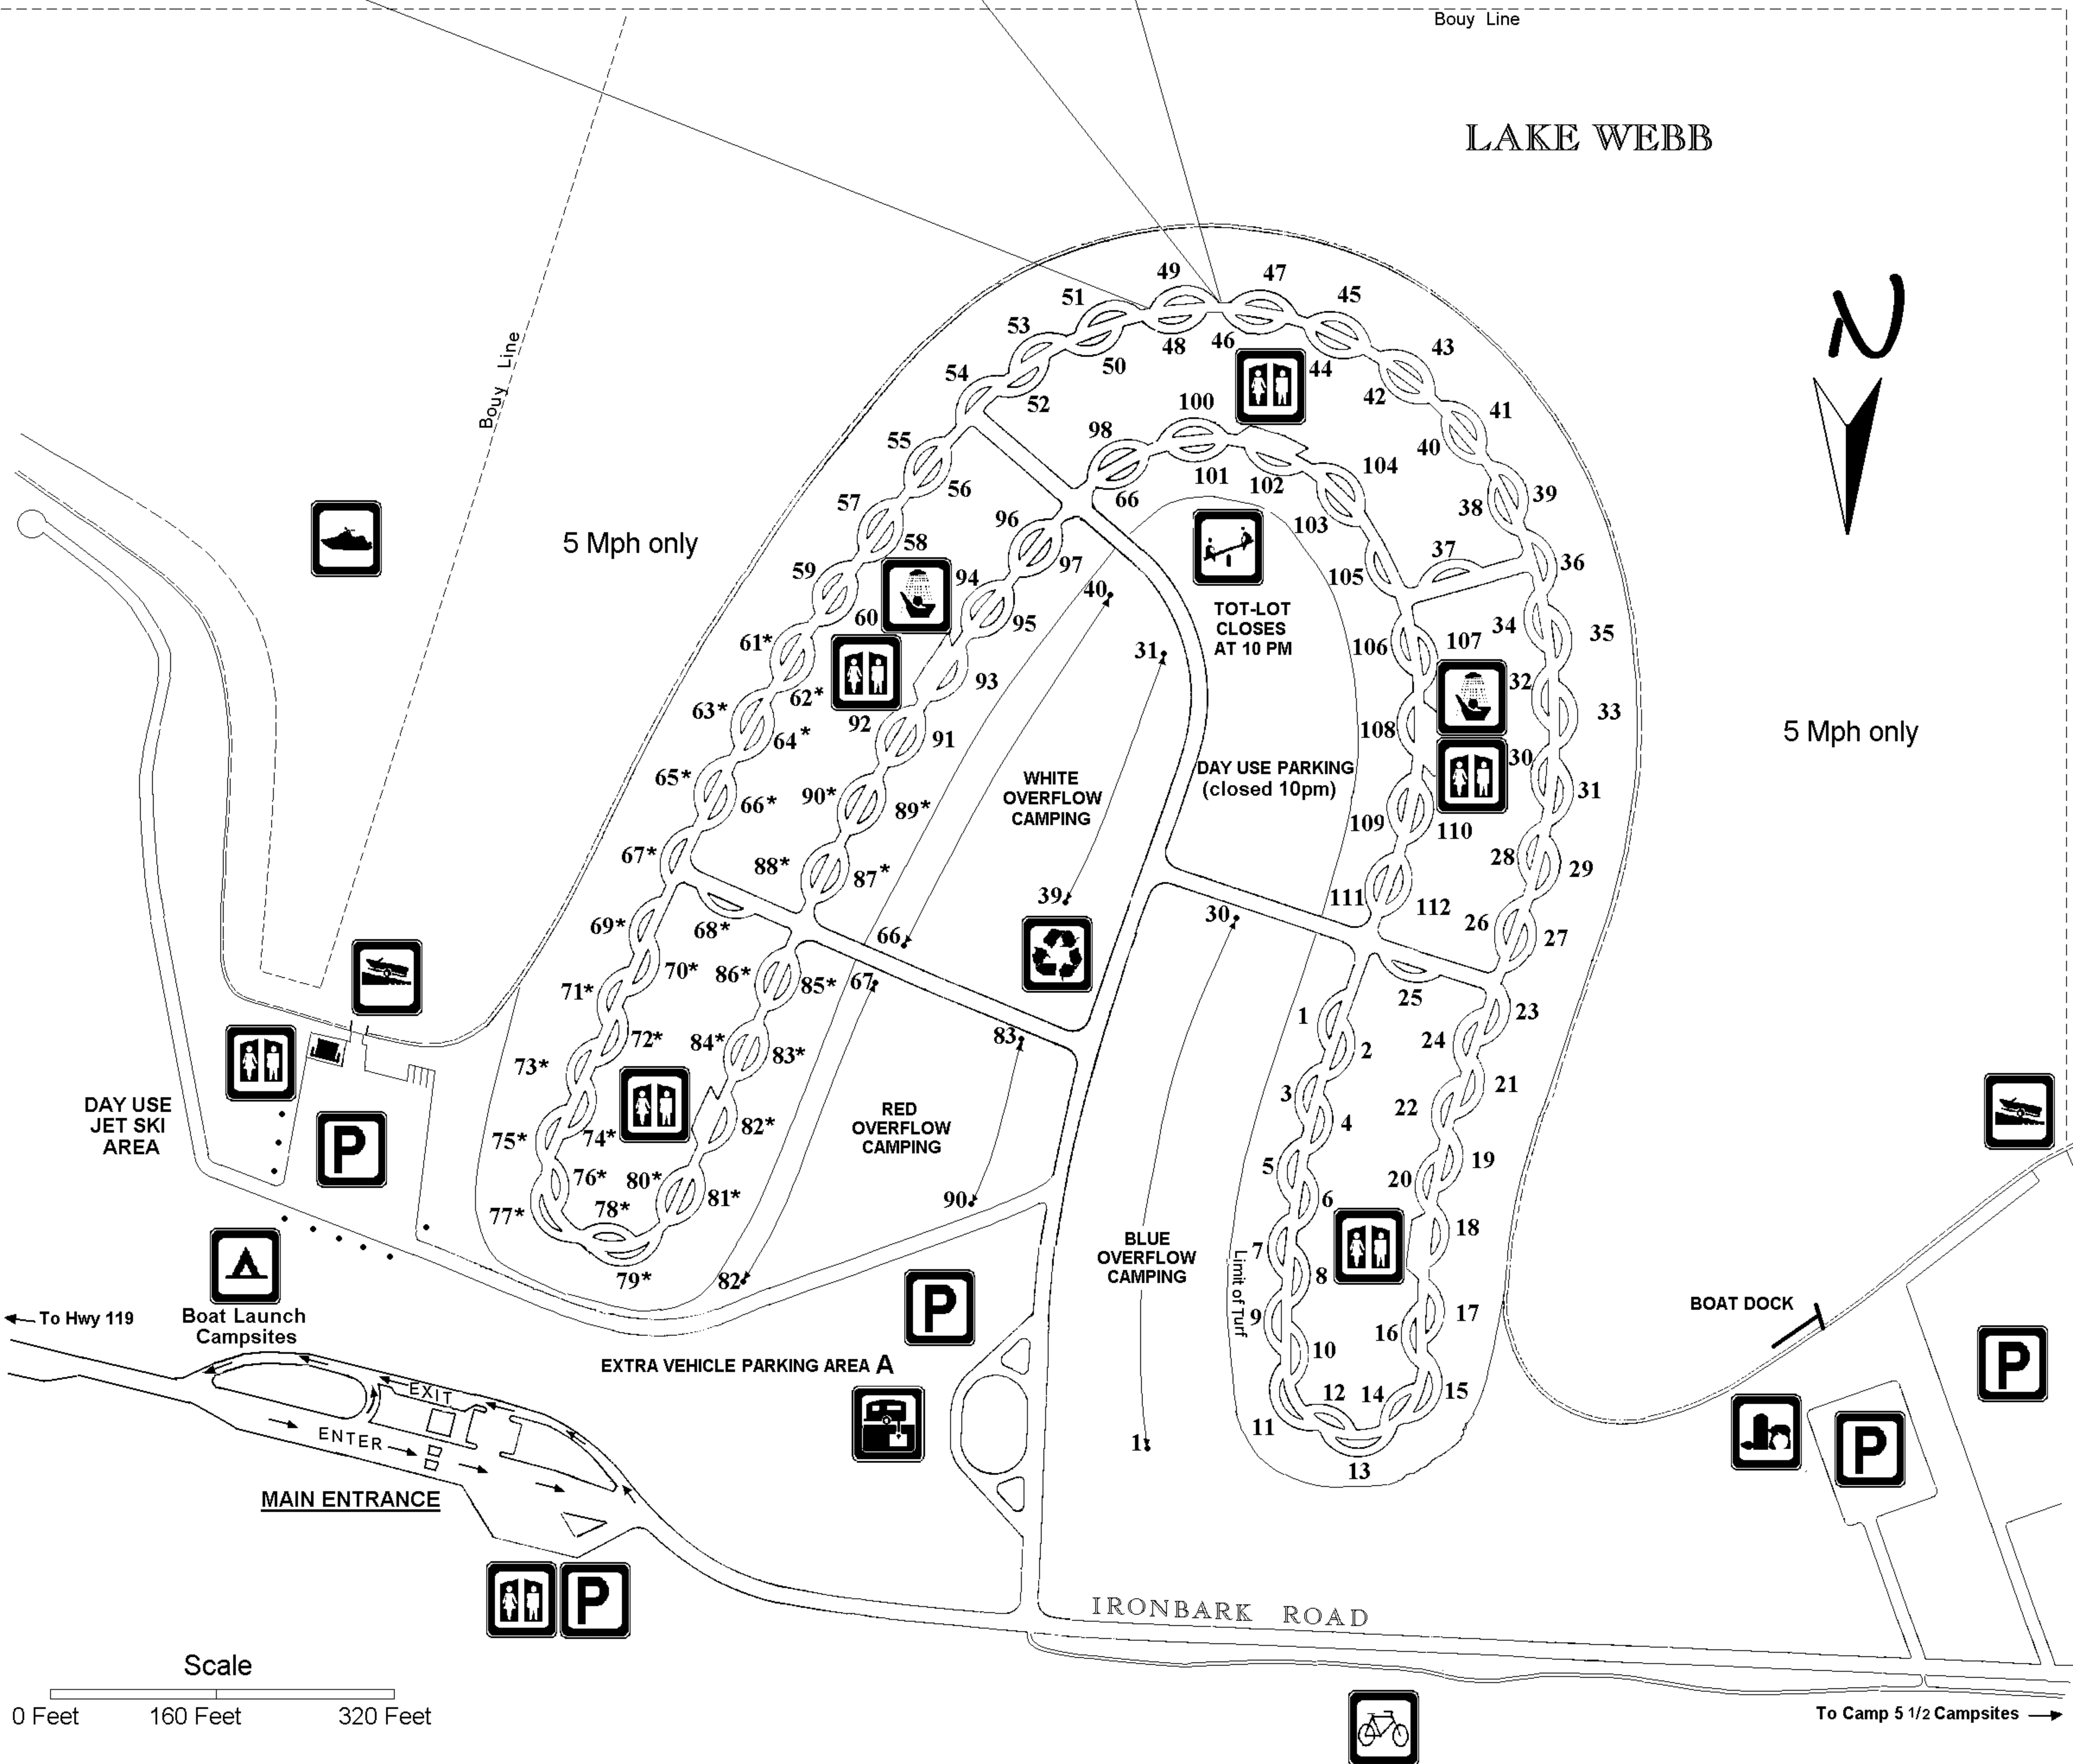 Bouy Line
LAKE WEBB
N
Bouy Line
5 Mph only
5 Mph only
49
47
51
45
53
43
48
46
44
50
54
52
42
41
100
98
40
55
104
56
101
102
66
39
38
57
96
103
58
97
37
36
59
94
105
40
60
95
TOT-LOT
CLOSES
AT 10 PM
34
35
61*
31
106
107
62*
93
32
33
63*
92
91
108
64*
30
65*
66*
90*
89*
WHITE
OVERFLOW
CAMPING
DAY USE PARKING
(closed 10pm)
31
109
110
67*
88*
87*
28
29
39
111
112
30
26
27
69*
68*
66
70*
86*
85*
67
25
71*
1
23
72*
84*
83*
83
2
24
73*
3
21
22
4
DAY USE
JET SKI
AREA
P
75*
74*
82*
RED
OVERFLOW
CAMPING
5
19
20
76*
80*
81*
90
6
77*
78*
18
79*
82
7
8
BLUE
OVERFLOW
CAMPING
Limit of Turf
P
9
17
16
10
BOAT DOCK
To Hwy 119
Boat Launch
Campsites
EXTRA VEHICLE PARKING AREA A
P
12
14
15
11
13
1
P
EXIT
ENTER
MAIN ENTRANCE
P
IRONBARK ROAD
Scale
0 Feet
160 Feet
320 Feet
To Camp 5 1/2 Campsites